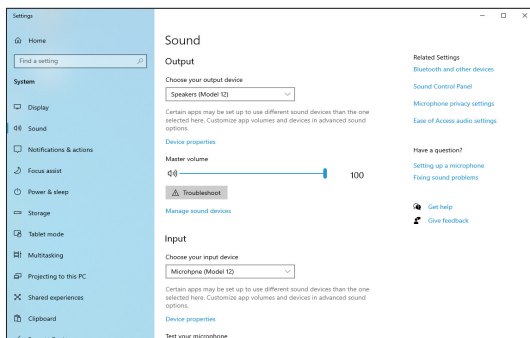 Settings
Home
Find a setting
System
Display
Sound
Notifications & actions
Focus assist
Power & sleep
Storage
Tablet mode
Multitasking
Projecting to this PC
Shared experiences
Clipboard
Sound
Output
Choose your output device
Speakers (Model 12)
Certain apps may be set up to use different sound devices than the one
selected here. Customize app volumes and devices in advanced sound
options.
Device properties
Master volume
100
Troubleshoot
Manage sound devices
Input
Choose your input device
Microhpne (Model 12)
Certain apps may be set up to use different sound devices than the one
selected here. Customize app volumes and devices in advanced sound
options.
Device properties
Test your microphone
Related Settings
Bluetooth and other devices
Sound Control Panel
Microphone privacy settings
Ease of Access audio settings
Have a question?
Setting up a microphone
Fixing sound problems
Get help
Give feedback